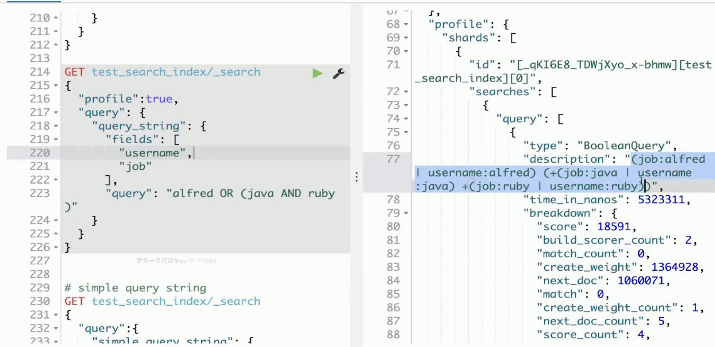 210 }
211 }
212 }
213
214 GET test_search_index/_search
215 {
216 "profile":true,
217 "query": {
218 "query_string": {
219 "fields": [
220 "username",
221 "job"
222 ],
223 "query": "alfred OR (java AND ruby
)"
224 }
225 }
226 }
227
228
229 # simple query string
230 GET test_search_index/_search
231 {
232 "query":{
233 "simple_query_string": {
67 },
68 "profile": {
69 "shards": [
70 {
71 "id": "[_qKI6E8_TDWjXyo_x-bhmw][test
_search_index][0]",
72 "searches": [
73 {
74 "query": [
75 {
76 "type": "BooleanQuery",
77 "description": "(job:alfred
| username:alfred) (+(job:java | username
:java) +(job:ruby | username:ruby))",
78 "time_in_nanos": 5323311,
79 "breakdown": {
80 "score": 18591,
81 "build_scorer_count": 2,
82 "match_count": 0,
83 "create_weight": 1364928,
84 "next_doc": 1060071,
85 "match": 0,
86 "create_weight_count": 1,
87 "next_doc_count": 5,
88 "score_count": 4,